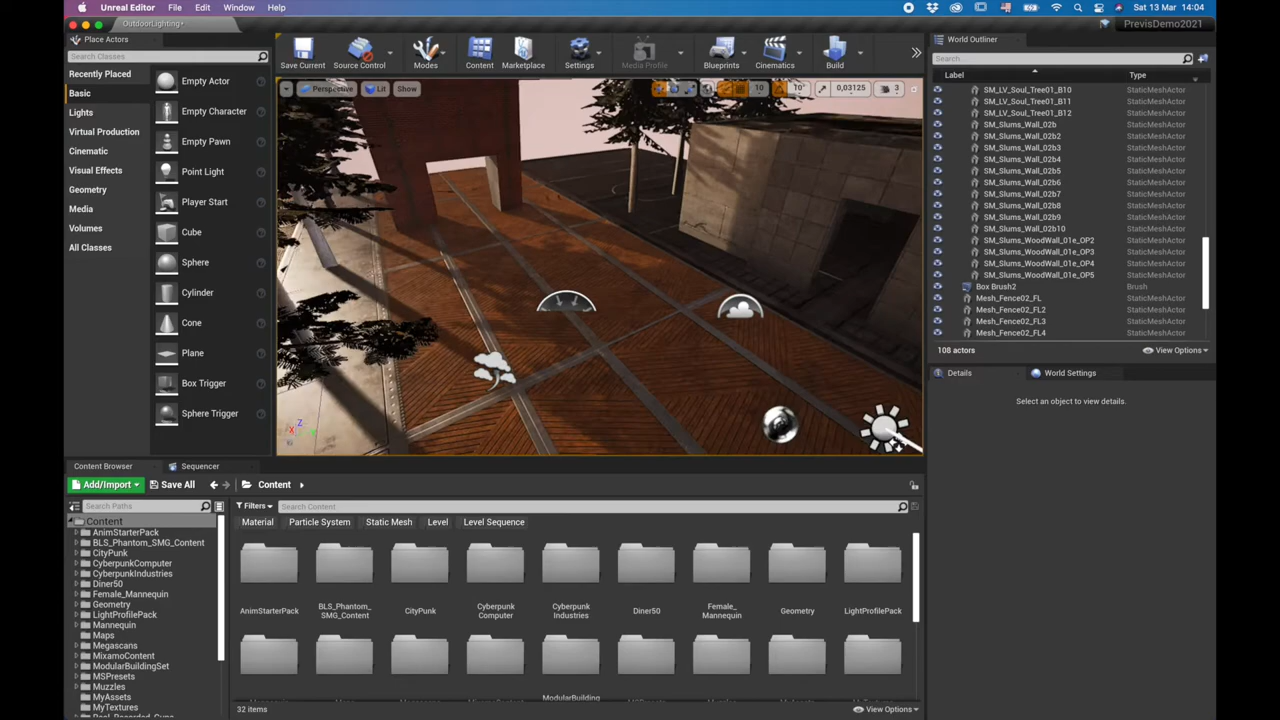 Unreal Editor File Edit Window Help Sat 13 Mar 14:04
OutdoorLighting* PrevisDemo2021
Place Actors
Search Classes
Recently Placed
Basic
Lights
Virtual Production
Cinematic
Visual Effects
Geometry
Media
Volumes
All Classes
Empty Actor
Empty Character
Empty Pawn
Point Light
Player Start
Cube
Sphere
Cylinder
Cone
Plane
Box Trigger
Sphere Trigger
Save Current Source Control Modes Content Marketplace Settings Media Profile Blueprints Cinematics Build
Perspective Lit Show 10 10° 0,03125 3
Z
X
World Outliner
Search...
Label Type
SM_LV_Soul_Tree01_B10 StaticMeshActor
SM_LV_Soul_Tree01_B11 StaticMeshActor
SM_LV_Soul_Tree01_B12 StaticMeshActor
SM_Slums_Wall_02b StaticMeshActor
SM_Slums_Wall_02b2 StaticMeshActor
SM_Slums_Wall_02b3 StaticMeshActor
SM_Slums_Wall_02b4 StaticMeshActor
SM_Slums_Wall_02b5 StaticMeshActor
SM_Slums_Wall_02b6 StaticMeshActor
SM_Slums_Wall_02b7 StaticMeshActor
SM_Slums_Wall_02b8 StaticMeshActor
SM_Slums_Wall_02b9 StaticMeshActor
SM_Slums_Wall_02b10 StaticMeshActor
SM_Slums_WoodWall_01e_OP2 StaticMeshActor
SM_Slums_WoodWall_01e_OP3 StaticMeshActor
SM_Slums_WoodWall_01e_OP4 StaticMeshActor
SM_Slums_WoodWall_01e_OP5 StaticMeshActor
Box Brush2 Brush
Mesh_Fence02_FL StaticMeshActor
Mesh_Fence02_FL2 StaticMeshActor
Mesh_Fence02_FL3 StaticMeshActor
Mesh_Fence02_FL4 StaticMeshActor
108 actors View Options
Details World Settings
Select an object to view details.
Content Browser Sequencer
Add/Import Save All Content
Search Paths
Filters Search Content
Content
AnimStarterPack
BLS_Phantom_SMG_Content
CityPunk
CyberpunkComputer
CyberpunkIndustries
Diner50
Female_Mannequin
Geometry
LightProfilePack
Mannequin
Maps
Megascans
MixamoContent
ModularBuildingSet
MSPresets
Muzzles
MyAssets
MyTextures
Material Particle System Static Mesh Level Level Sequence
AnimStarterPack
BLS_Phantom_
SMG_Content
CityPunk
Cyberpunk
Computer
Cyberpunk
Industries
Diner50
Female_
Mannequin
Geometry
LightProfilePack
ModularBuilding
32 items View Options